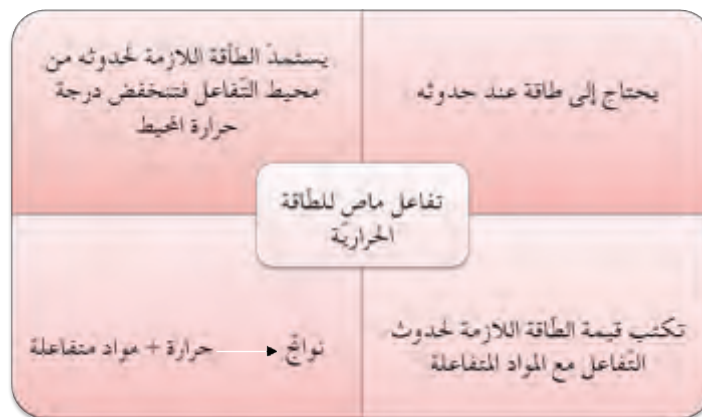 يحتاج إلى طاقة عند حدوثه
يستمدّ الطّاقة اللازمة لحدوثه من
محيط التّفاعل فتنخفض درجة
حرارة المحيط
تفاعل ماص للطّاقة
الحراريّة
تكتب قيمة الطّاقة اللازمة لحدوث
التّفاعل مع المواد المتفاعلة
حرارة + مواد متفاعلة → نواتج